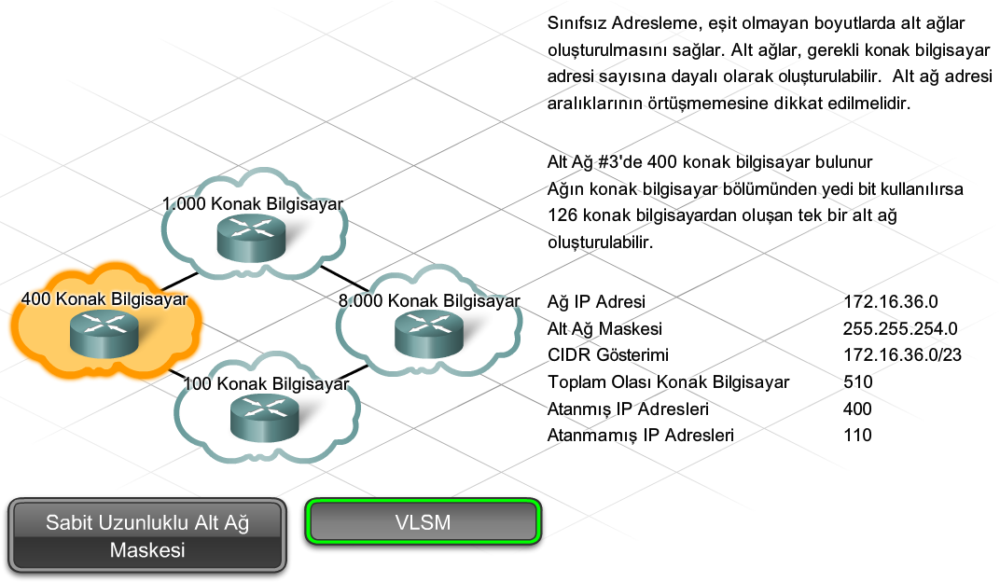 Sınıfsız Adresleme, eşit olmayan boyutlarda alt ağlar
oluşturulmasını sağlar. Alt ağlar, gerekli konak bilgisayar
adresi sayısına dayalı olarak oluşturulabilir. Alt ağ adresi
aralıklarının örtüşmemesine dikkat edilmelidir.
Alt Ağ #3'de 400 konak bilgisayar bulunur
Ağın konak bilgisayar bölümünden yedi bit kullanılırsa
126 konak bilgisayardan oluşan tek bir alt ağ
oluşturulabilir.
Ağ IP Adresi 172.16.36.0
Alt Ağ Maskesi 255.255.254.0
CIDR Gösterimi 172.16.36.0/23
Toplam Olası Konak Bilgisayar 510
Atanmış IP Adresleri 400
Atanmamış IP Adresleri 110
1.000 Konak Bilgisayar
400 Konak Bilgisayar
8.000 Konak Bilgisayar
100 Konak Bilgisayar
Sabit Uzunluklu Alt Ağ
Maskesi
VLSM